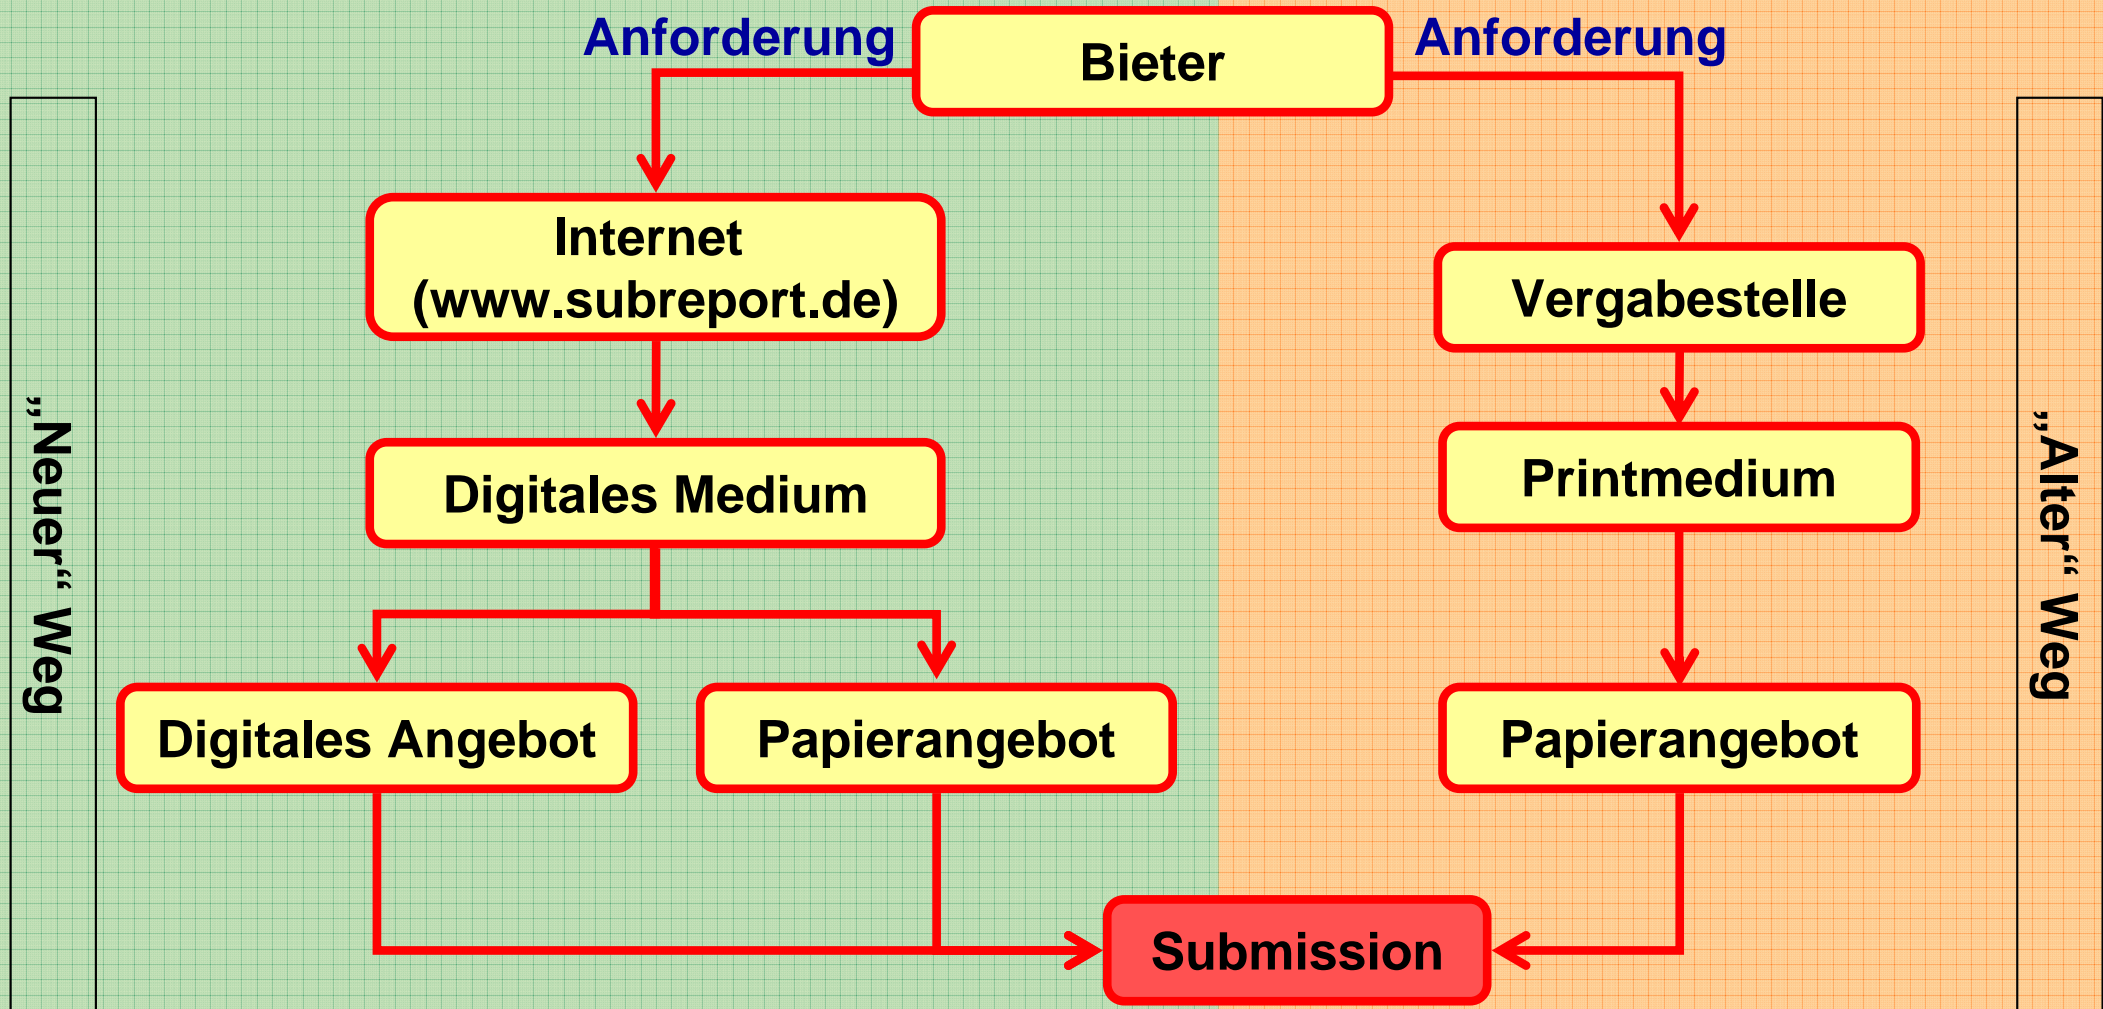 Anforderung
Bieter
Anforderung
Internet
(www.subreport.de)
Vergabestelle
Digitales Medium
Printmedium
„Neuer“ Weg
„Alter“ Weg
Digitales Angebot
Papierangebot
Papierangebot
Submission